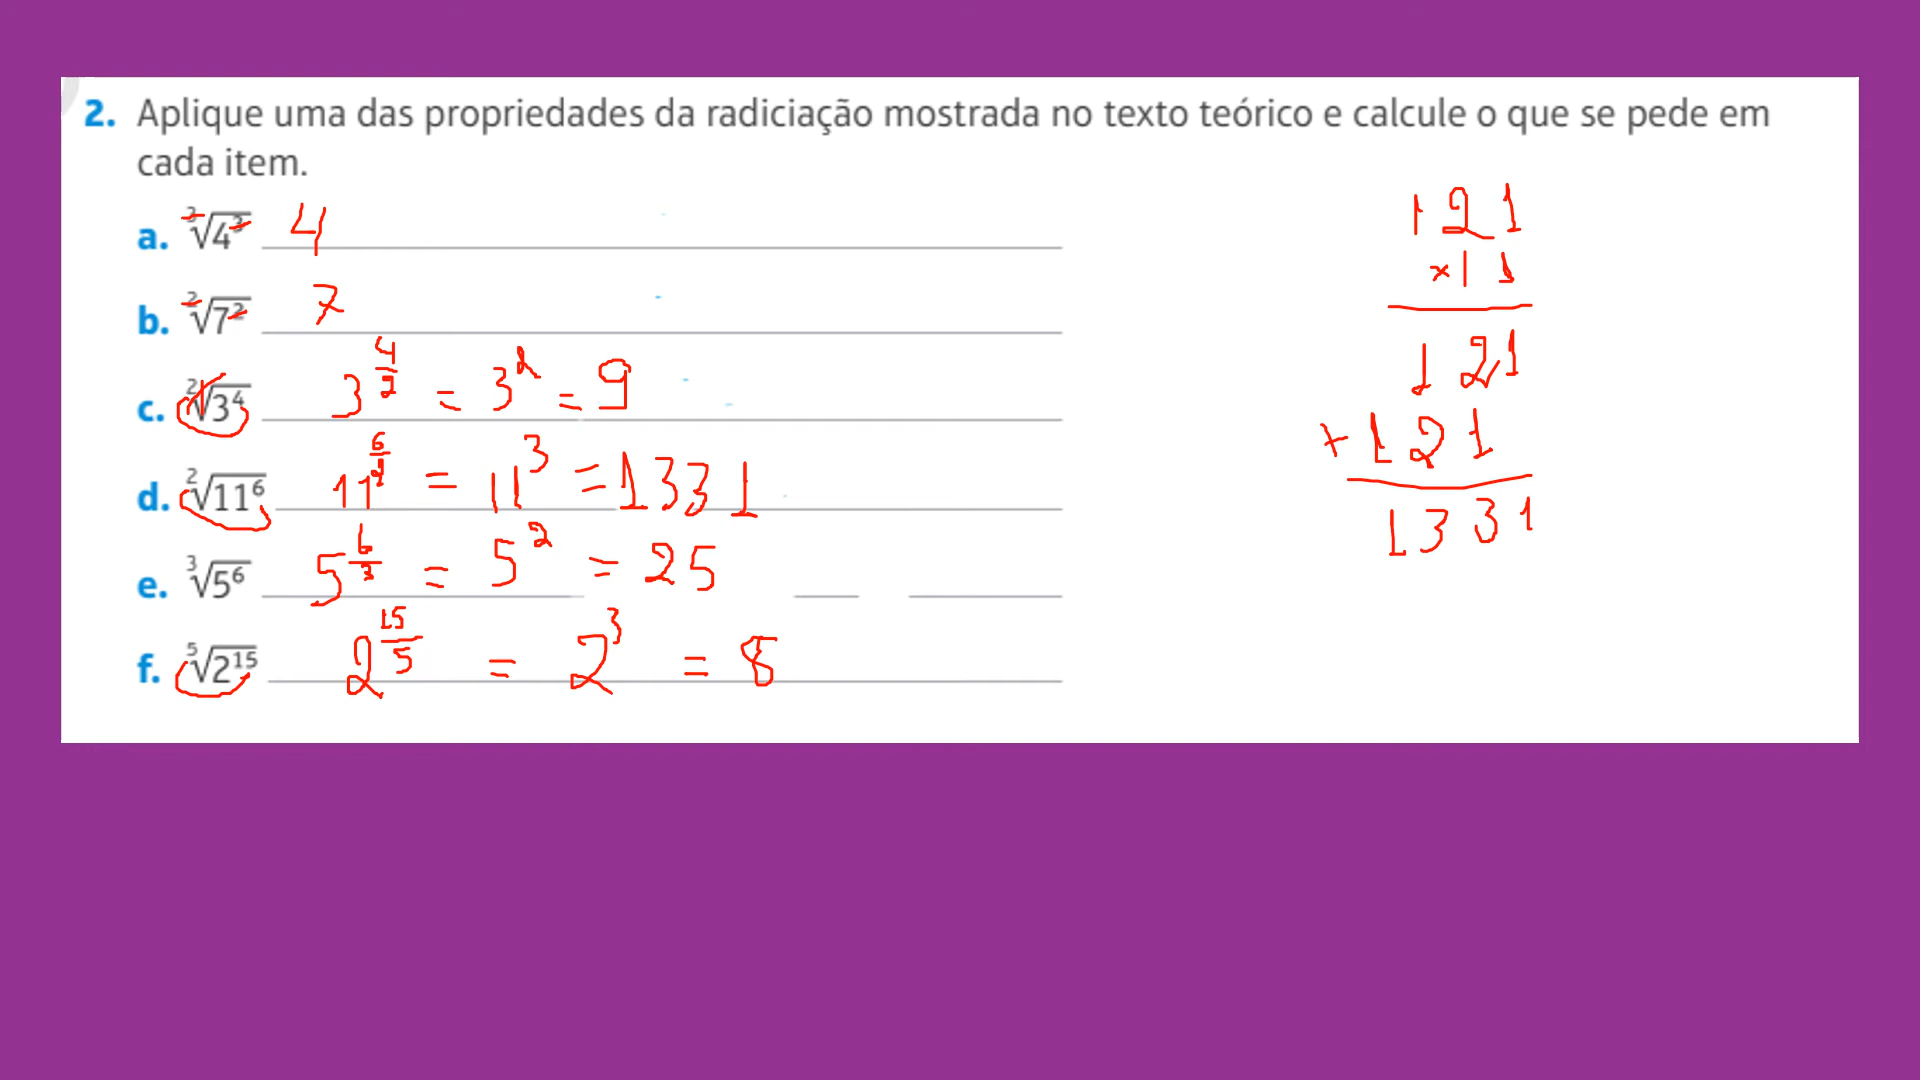 2. Aplique uma das propriedades da radiciação mostrada no texto teórico e calcule o que se pede em
cada item.
a. ³√4³ 4
b. ²√7² 7
c. ²√3⁴ 3^(4/2) = 3² = 9
d. ²√11⁶ 11^(6/2) = 11³ = 1331
e. ³√5⁶ 5^(6/3) = 5² = 25
f. ⁵√2¹⁵ 2^(15/5) = 2³ = 8
121
×11
121
+121
1331